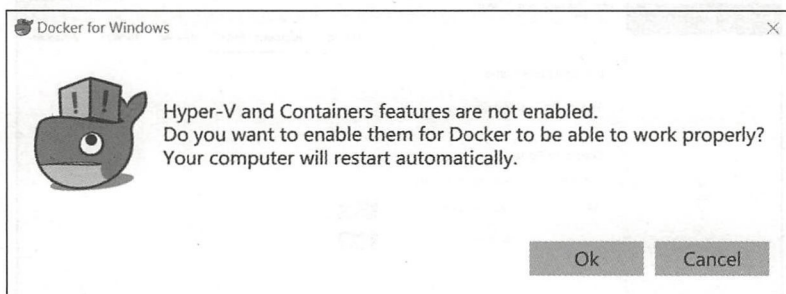 Docker for Windows
Hyper-V and Containers features are not enabled.
Do you want to enable them for Docker to be able to work properly?
Your computer will restart automatically.
Ok
Cancel